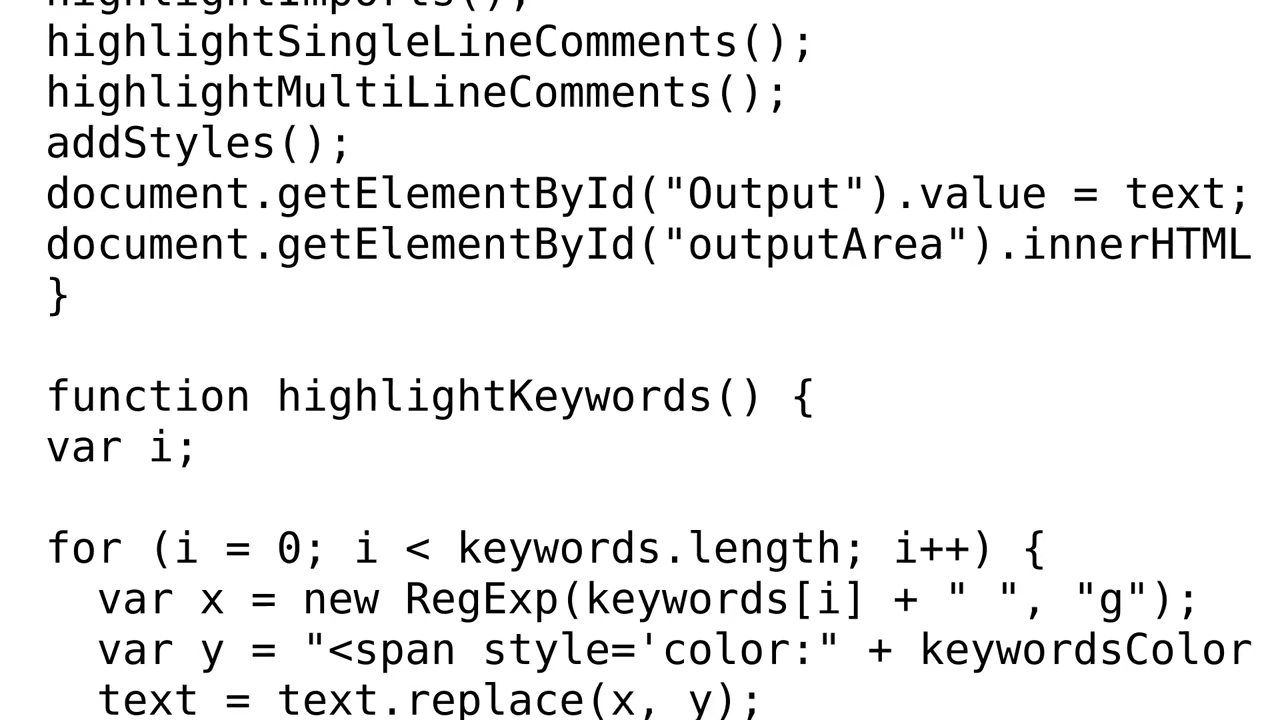 highlightImports();
highlightSingleLineComments();
highlightMultiLineComments();
addStyles();
document.getElementById("Output").value = text;
document.getElementById("outputArea").innerHTML
}

function highlightKeywords() {
var i;

for (i = 0; i < keywords.length; i++) {
  var x = new RegExp(keywords[i] + " ", "g");
  var y = "<span style='color:" + keywordsColor
  text = text.replace(x, y);